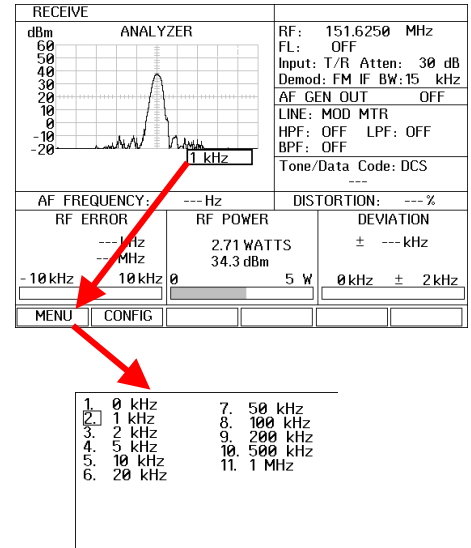 RECEIVE
dBm ANALYZER
60
50
40
30
20
10
0
-10
-20
1 kHz
RF: 151.6250 MHz
FL: OFF
Input: T/R Atten: 30 dB
Demod: FM IF BW:15 kHz
AF GEN OUT OFF
LINE: MOD MTR
HPF: OFF LPF: OFF
BPF: OFF
Tone/Data Code: DCS
---
AF FREQUENCY: --- Hz DISTORTION: --- %
RF ERROR RF POWER DEVIATION
--- kHz 2.71 WATTS ± --- kHz
--- MHz 34.3 dBm
-10kHz 10kHz 0 5 W 0kHz ± 2kHz
MENU CONFIG
1. 0 kHz
2. 1 kHz
3. 2 kHz
4. 5 kHz
5. 10 kHz
6. 20 kHz
7. 50 kHz
8. 100 kHz
9. 200 kHz
10. 500 kHz
11. 1 MHz